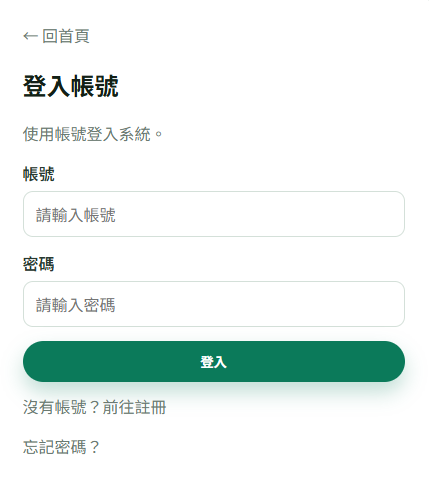 ← 回首頁
登入帳號
使用帳號登入系統。
帳號
請輸入帳號
密碼
請輸入密碼
登入
沒有帳號？前往註冊
忘記密碼？